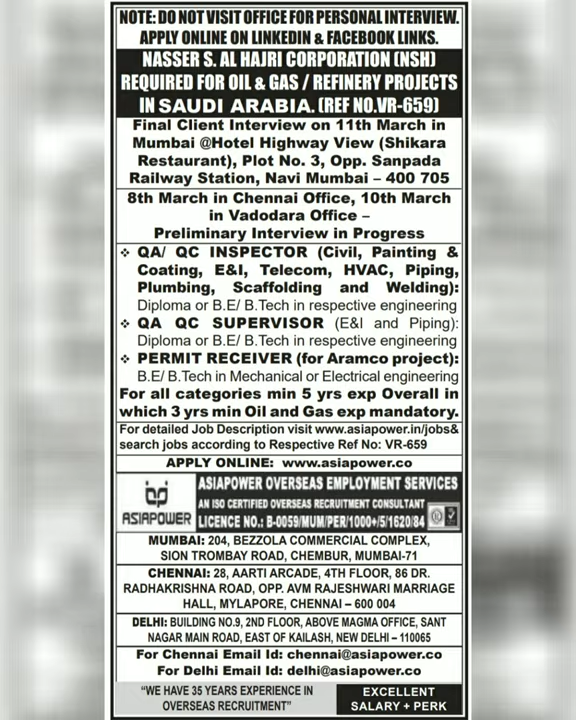 NOTE: DO NOT VISIT OFFICE FOR PERSONAL INTERVIEW.
APPLY ONLINE ON LINKEDIN & FACEBOOK LINKS.
NASSER S. AL HAJRI CORPORATION (NSH)
REQUIRED FOR OIL & GAS / REFINERY PROJECTS
IN SAUDI ARABIA. (REF NO.VR-659)
Final Client Interview on 11th March in
Mumbai @Hotel Highway View (Shikara
Restaurant), Plot No. 3, Opp. Sanpada
Railway Station, Navi Mumbai – 400 705
8th March in Chennai Office, 10th March
in Vadodara Office –
Preliminary Interview in Progress
❖ QA/ QC INSPECTOR (Civil, Painting &
Coating, E&I, Telecom, HVAC, Piping,
Plumbing, Scaffolding and Welding):
Diploma or B.E/ B.Tech in respective engineering
❖ QA QC SUPERVISOR (E&I and Piping):
Diploma or B.E/ B.Tech in respective engineering
❖ PERMIT RECEIVER (for Aramco project):
B.E/ B.Tech in Mechanical or Electrical engineering
For all categories min 5 yrs exp Overall in
which 3 yrs min Oil and Gas exp mandatory.
For detailed Job Description visit www.asiapower.in/jobs&
search jobs according to Respective Ref No: VR-659
APPLY ONLINE: www.asiapower.co
ASIAPOWER
ASIAPOWER OVERSEAS EMPLOYMENT SERVICES
AN ISO CERTIFIED OVERSEAS RECRUITMENT CONSULTANT
LICENCE NO.: B-0059/MUM/PER/1000+/5/1620/84
MUMBAI: 204, BEZZOLA COMMERCIAL COMPLEX,
SION TROMBAY ROAD, CHEMBUR, MUMBAI-71
CHENNAI: 28, AARTI ARCADE, 4TH FLOOR, 86 DR.
RADHAKRISHNA ROAD, OPP. AVM RAJESHWARI MARRIAGE
HALL, MYLAPORE, CHENNAI – 600 004
DELHI: BUILDING NO.9, 2ND FLOOR, ABOVE MAGMA OFFICE, SANT
NAGAR MAIN ROAD, EAST OF KAILASH, NEW DELHI – 110065
For Chennai Email Id: chennai@asiapower.co
For Delhi Email Id: delhi@asiapower.co
"WE HAVE 35 YEARS EXPERIENCE IN
OVERSEAS RECRUITMENT"
EXCELLENT
SALARY + PERK